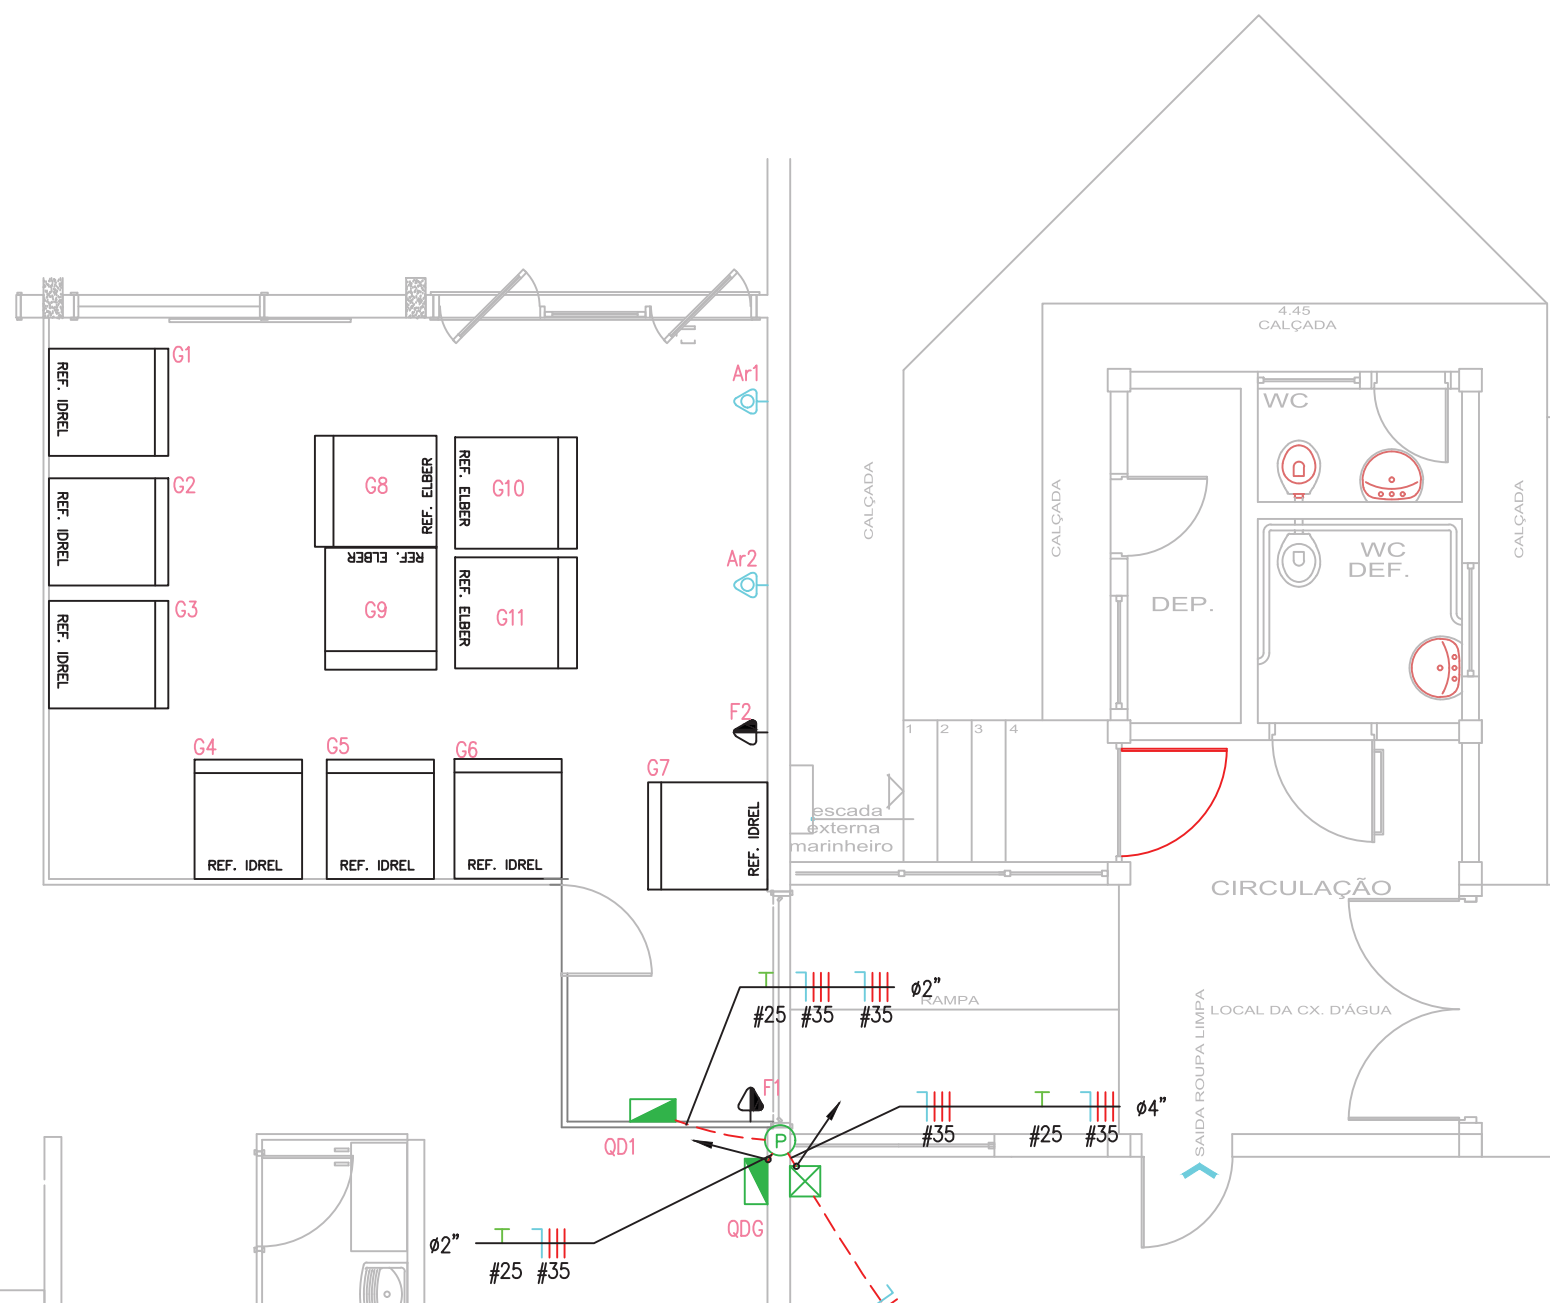 4.45
CALÇADA
G1
REF. IDREL
Ar1
WC
G8
REF. ELBER
G10
REF. ELBER
G2
REF. IDREL
CALÇADA
CALÇADA
CALÇADA
REF. ELBER
Ar2
WC
DEF.
G9
G11
REF. ELBER
G3
REF. IDREL
DEP.
F2
1
2
3
4
G4
G5
G6
G7
REF. IDREL
REF. IDREL
REF. IDREL
REF. IDREL
escada
externa
marinheiro
CIRCULAÇÃO
ø2"
RAMPA
#25
#35
#35
LOCAL DA CX. D'ÁGUA
SAIDA ROUPA LIMPA
F1
ø4"
#35
#25
#35
QD1
P
QDG
ø2"
#25
#35